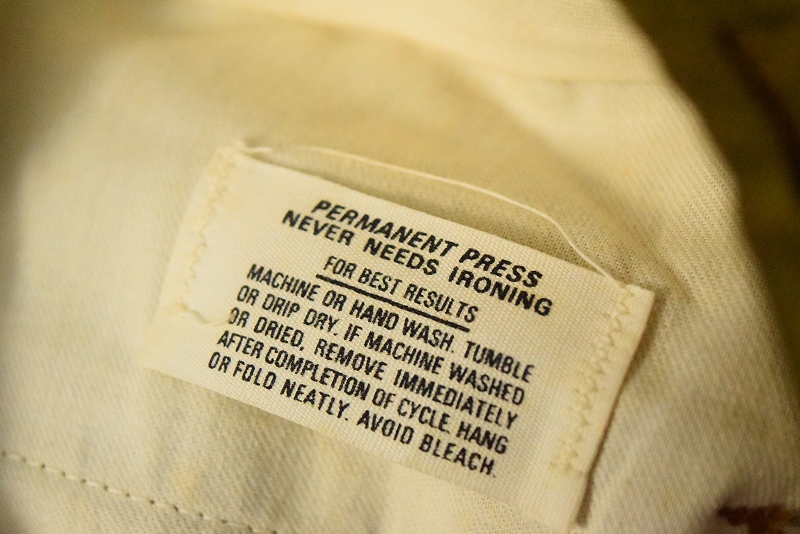 PERMANENT PRESS
NEVER NEEDS IRONING
FOR BEST RESULTS
MACHINE OR HAND WASH. TUMBLE
OR DRIP DRY. IF MACHINE WASHED
OR DRIED, REMOVE IMMEDIATELY
AFTER COMPLETION OF CYCLE. HANG
OR FOLD NEATLY. AVOID BLEACH.